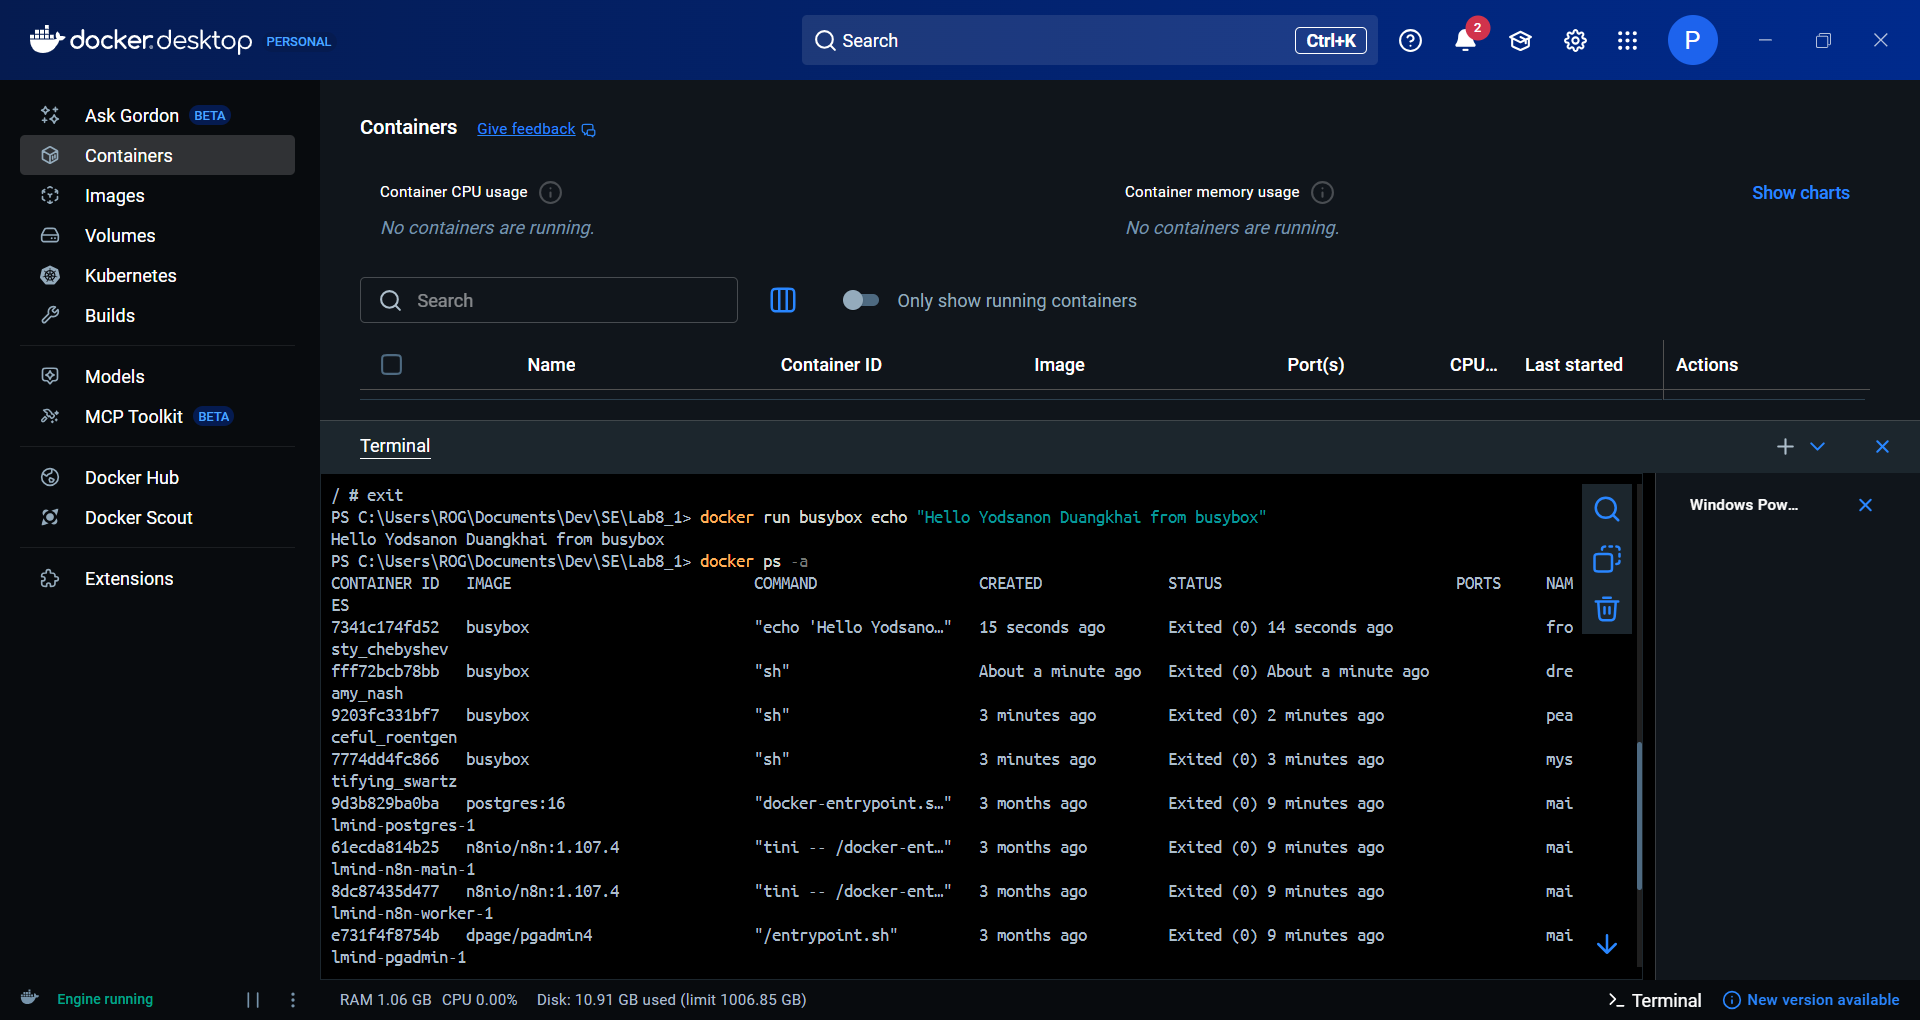 docker.desktop PERSONAL
Search Ctrl+K
2
P
Ask Gordon BETA
Containers
Images
Volumes
Kubernetes
Builds
Models
MCP Toolkit BETA
Docker Hub
Docker Scout
Extensions
Containers Give feedback
Container CPU usage
No containers are running.
Container memory usage
No containers are running.
Show charts
Search
Only show running containers
Name Container ID Image Port(s) CPU... Last started Actions
Terminal
/ # exit
PS C:\Users\ROG\Documents\Dev\SE\Lab8_1> docker run busybox echo "Hello Yodsanon Duangkhai from busybox"
Hello Yodsanon Duangkhai from busybox
PS C:\Users\ROG\Documents\Dev\SE\Lab8_1> docker ps -a
CONTAINER ID IMAGE COMMAND CREATED STATUS PORTS NAM
ES
7341c174fd52 busybox "echo 'Hello Yodsano…" 15 seconds ago Exited (0) 14 seconds ago fro
sty_chebyshev
fff72bcb78bb busybox "sh" About a minute ago Exited (0) About a minute ago dre
amy_nash
9203fc331bf7 busybox "sh" 3 minutes ago Exited (0) 2 minutes ago pea
ceful_roentgen
7774dd4fc866 busybox "sh" 3 minutes ago Exited (0) 3 minutes ago mys
tifying_swartz
9d3b829ba0ba postgres:16 "docker-entrypoint.s…" 3 months ago Exited (0) 9 minutes ago mai
lmind-postgres-1
61ecda814b25 n8nio/n8n:1.107.4 "tini -- /docker-ent…" 3 months ago Exited (0) 9 minutes ago mai
lmind-n8n-main-1
8dc87435d477 n8nio/n8n:1.107.4 "tini -- /docker-ent…" 3 months ago Exited (0) 9 minutes ago mai
lmind-n8n-worker-1
e731f4f8754b dpage/pgadmin4 "/entrypoint.sh" 3 months ago Exited (0) 9 minutes ago mai
lmind-pgadmin-1
Windows Pow...
Engine running
RAM 1.06 GB CPU 0.00% Disk: 10.91 GB used (limit 1006.85 GB)
Terminal
New version available